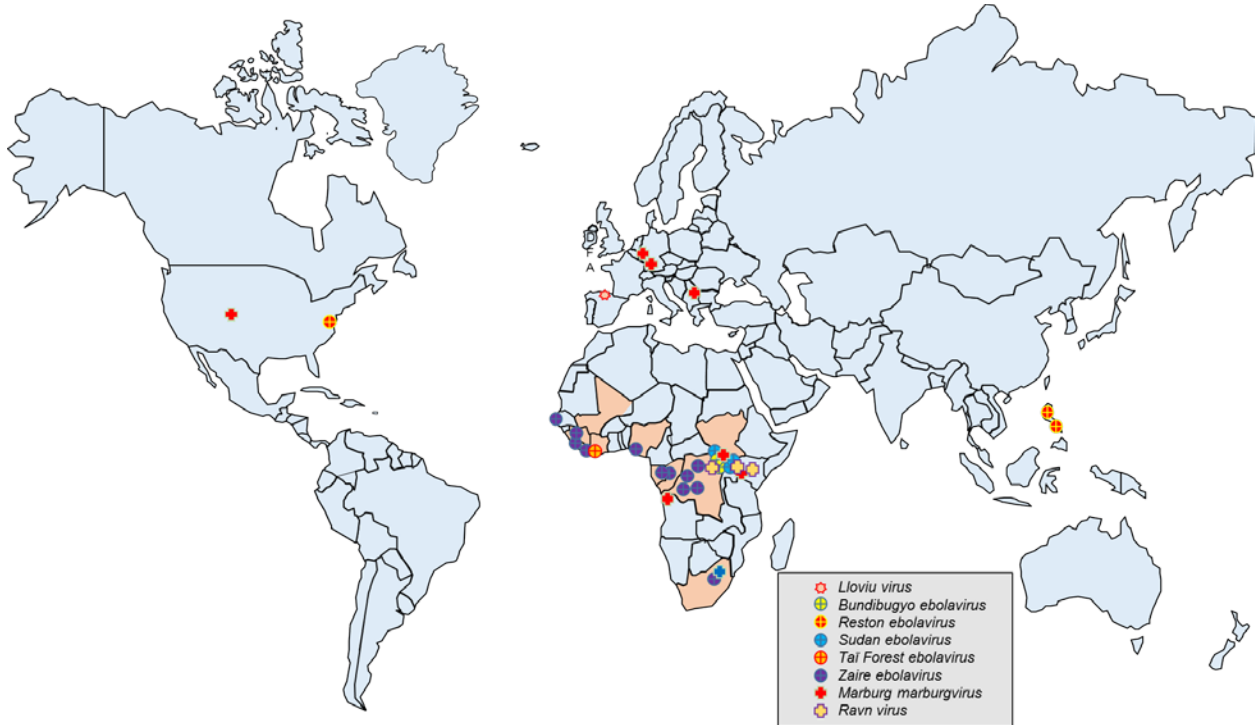 A
Lloviu virus
Bundibugyo ebolavirus
Reston ebolavirus
Sudan ebolavirus
Taï Forest ebolavirus
Zaire ebolavirus
Marburg marburgvirus
Ravn virus